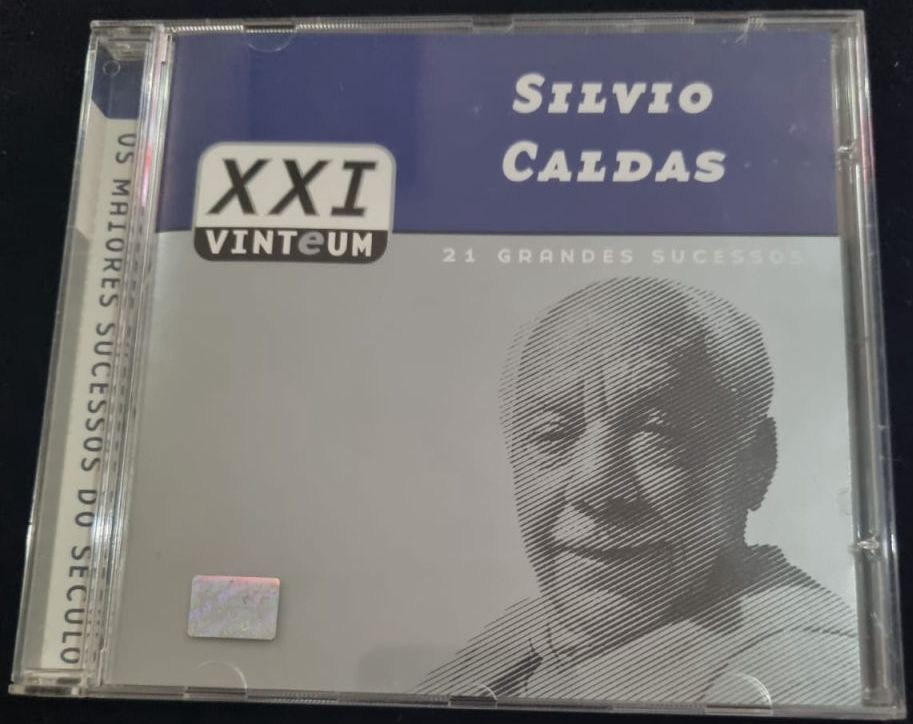 SILVIO
CALDAS
XXI
VINTeUM
21 GRANDES SUCESSOS
OS MAIORES SUCESSOS DO SÉCULO